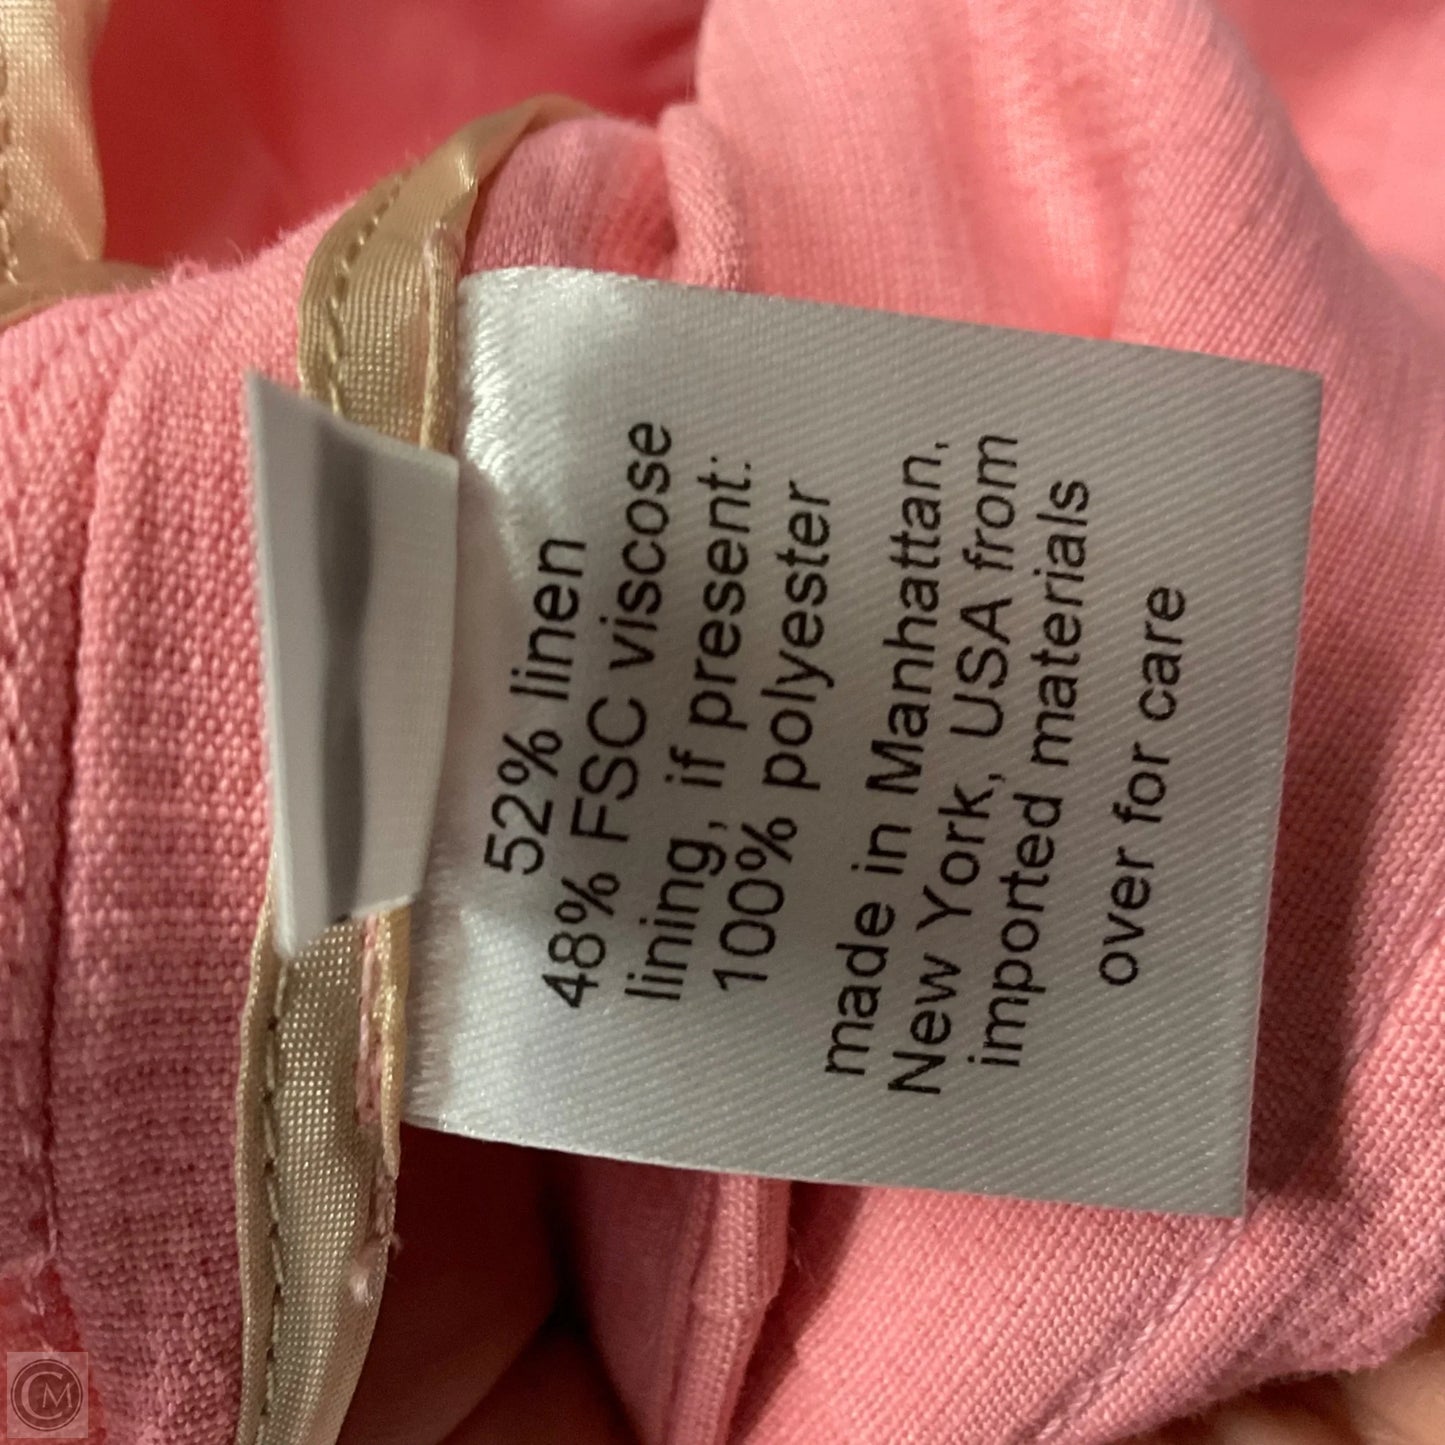 52% linen
48% FSC viscose
lining, if present:
100% polyester
made in Manhattan,
New York, USA from
imported materials
over for care
CM